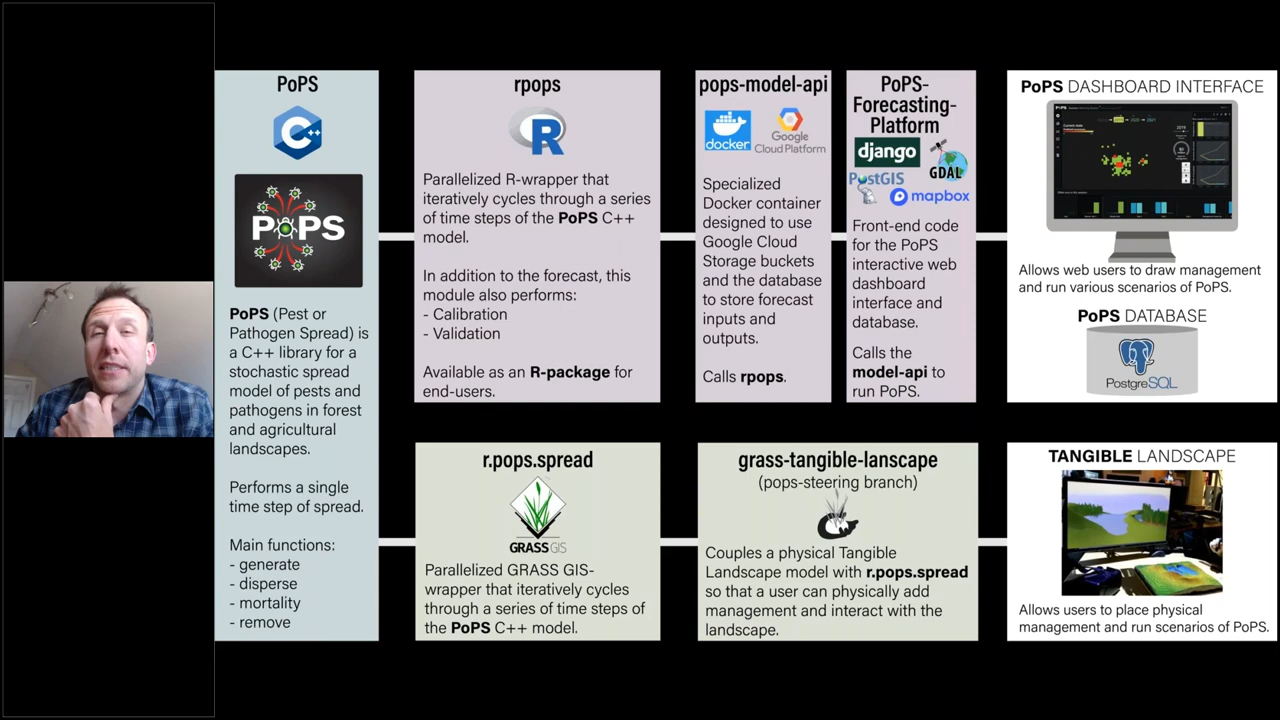 PoPS
C++
POPS
PoPS (Pest or
Pathogen Spread) is
a C++ library for a
stochastic spread
model of pests and
pathogens in forest
and agricultural
landscapes.
Performs a single
time step of spread.
Main functions:
- generate
- disperse
- mortality
- remove
rpops
R
Parallelized R-wrapper that
iteratively cycles through a series
of time steps of the PoPS C++
model.
In addition to the forecast, this
module also performs:
- Calibration
- Validation
Available as an R-package for
end-users.
pops-model-api
docker
Google
Cloud Platform
Specialized
Docker container
designed to use
Google Cloud
Storage buckets
and the database
to store forecast
inputs and
outputs.
Calls rpops.
PoPS-
Forecasting-
Platform
django
GDAL
PostGIS
mapbox
Front-end code
for the PoPS
interactive web
dashboard
interface and
database.
Calls the
model-api to
run PoPS.
PoPS DASHBOARD INTERFACE
Allows web users to draw management
and run various scenarios of PoPS.
PoPS DATABASE
PostgreSQL
r.pops.spread
GRASS GIS
Parallelized GRASS GIS-
wrapper that iteratively cycles
through a series of time steps of
the PoPS C++ model.
grass-tangible-lanscape
(pops-steering branch)
Couples a physical Tangible
Landscape model with r.pops.spread
so that a user can physically add
management and interact with the
landscape.
TANGIBLE LANDSCAPE
Allows users to place physical
management and run scenarios of PoPS.